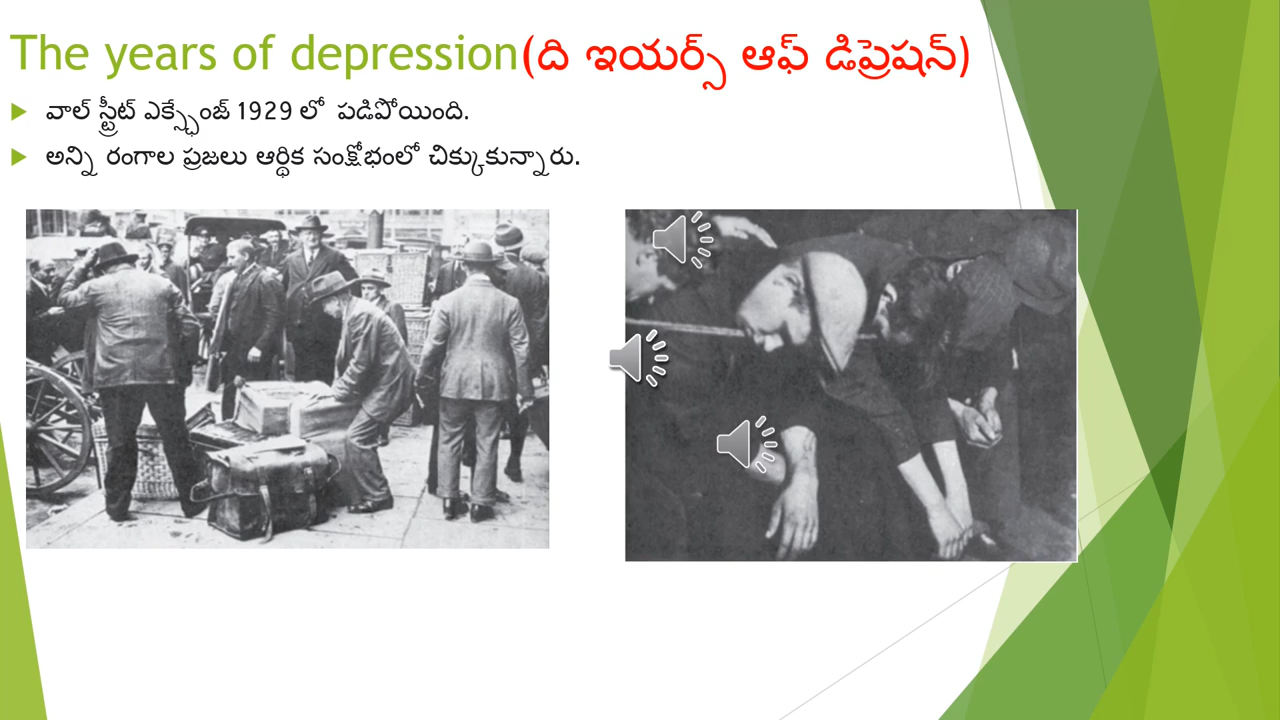 The years of depression(ది ఇయర్స్ ఆఫ్ డిప్రెషన్)
వాల్ స్ట్రీట్ ఎక్స్ఛేంజ్ 1929 లో పడిపోయింది.
అన్ని రంగాల ప్రజలు ఆర్థిక సంక్షోభంలో చిక్కుకున్నారు.